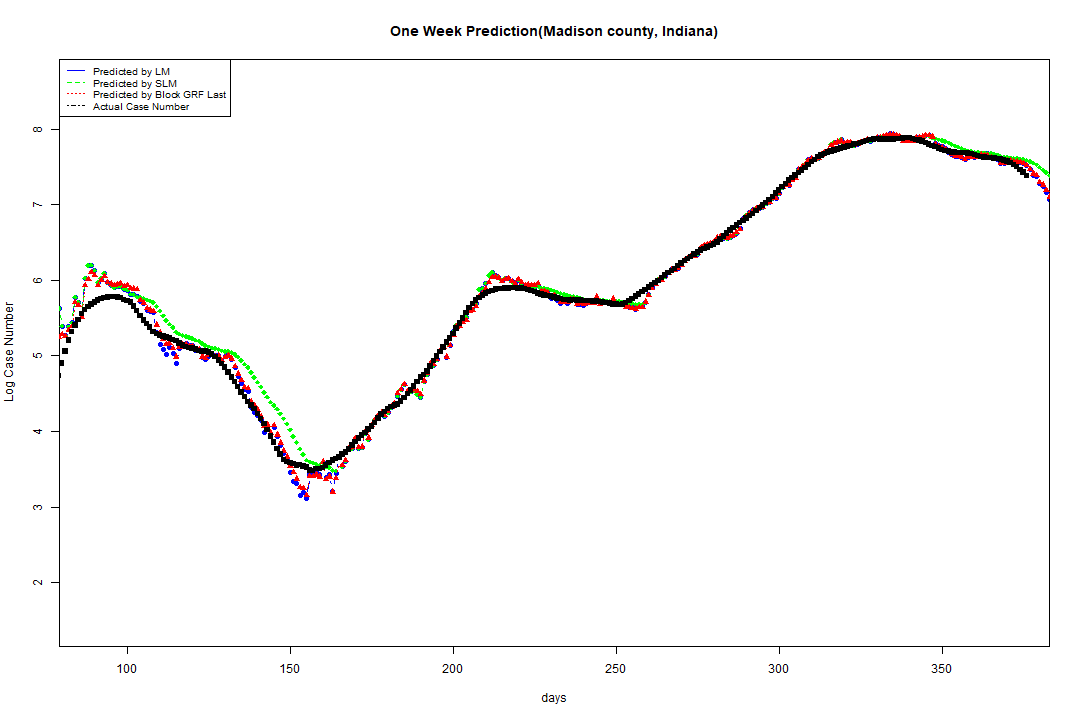 One Week Prediction(Madison county, Indiana)
Predicted by LM
Predicted by SLM
Predicted by Block GRF Last
Actual Case Number
8
7
6
5
4
3
2
Log Case Number
100 150 200 250 300 350
days